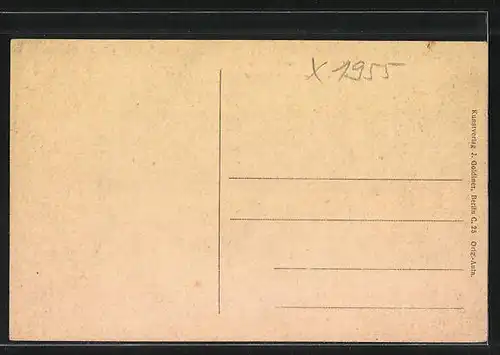 X 1955
Kunstverlag J. Goldiner, Berlin C. 25 Orig.-Aufn.